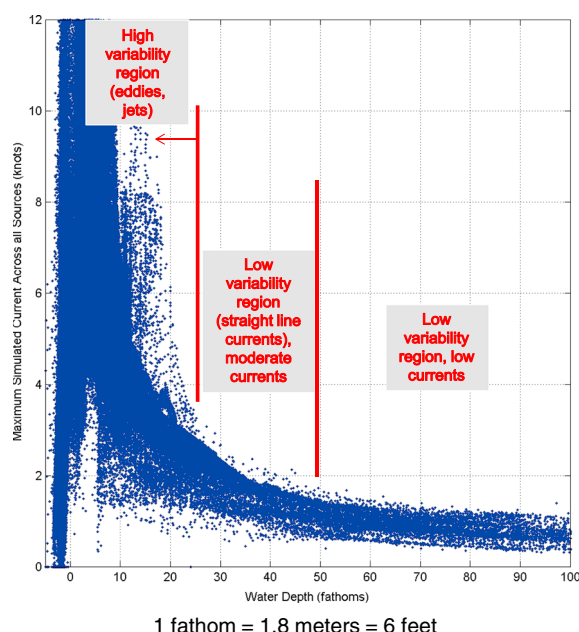 12
10
8
6
4
2
0
0
10
20
30
40
50
60
70
80
90
100
Maximum Simulated Current Across all Sources (knots)
Water Depth (fathoms)
High
variability
region
(eddies,
jets)
Low
variability
region
(straight line
currents),
moderate
currents
Low
variability
region, low
currents
1 fathom = 1.8 meters = 6 feet